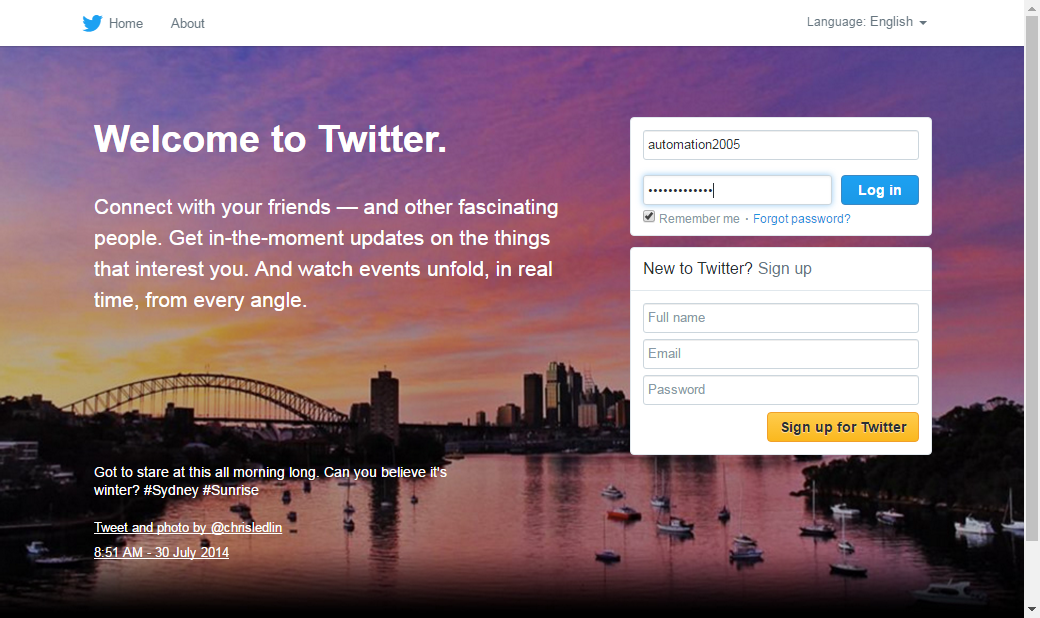 Home About Language: English
Welcome to Twitter.
Connect with your friends — and other fascinating
people. Get in-the-moment updates on the things
that interest you. And watch events unfold, in real
time, from every angle.
Got to stare at this all morning long. Can you believe it's
winter? #Sydney #Sunrise
Tweet and photo by @chrisledlin
8:51 AM - 30 July 2014
automation2005
••••••••••••• Log in
Remember me · Forgot password?
New to Twitter? Sign up
Full name
Email
Password
Sign up for Twitter